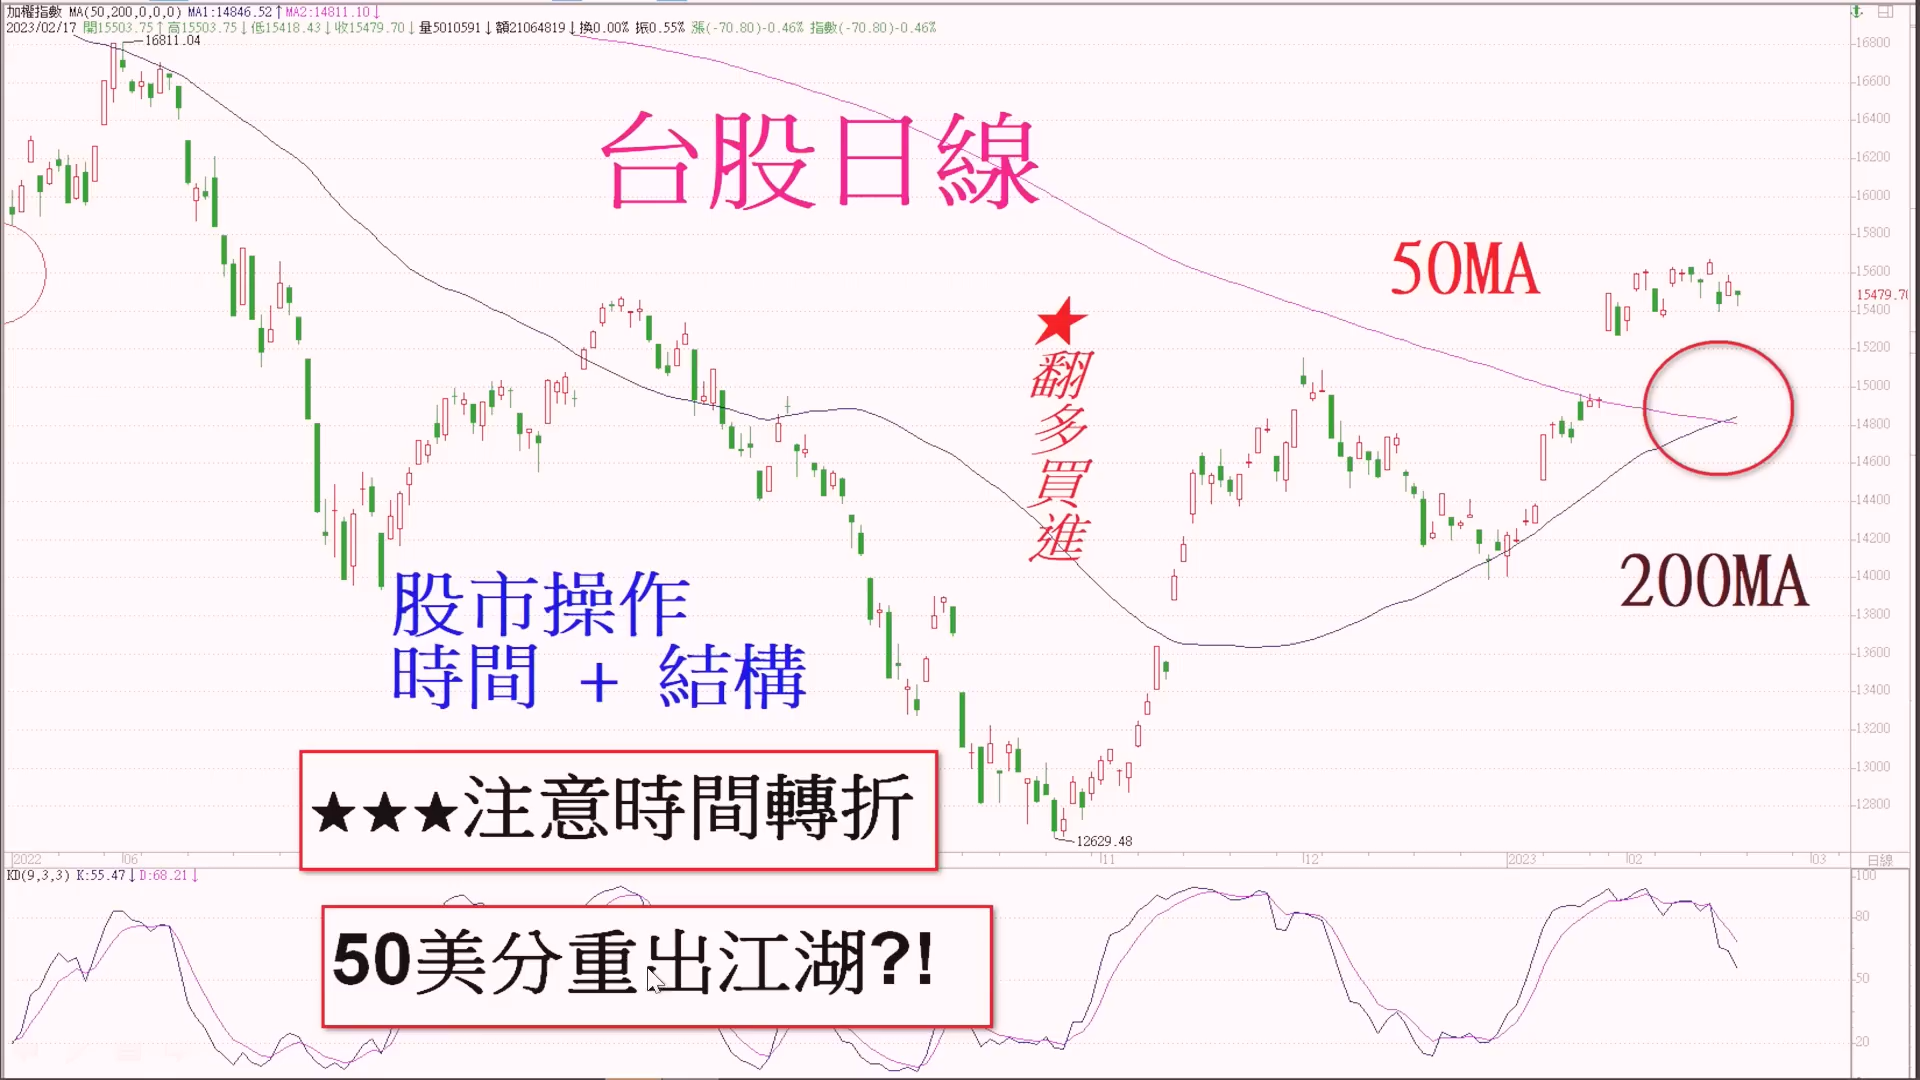 加權指數 MA(50,200,0,0,0) MA1:14846.52↑MA2:14811.10↓
2023/02/17 開15503.75↑高15503.75↓低15418.43↓收15479.70↓量5010591↓額21064819↓換0.00% 振0.55% 漲(-70.80)-0.46% 指數(-70.80)-0.46%
16811.04
16800
16600
台股日線
16400
16200
16000
15800
50MA
15600
15479.70
15400
★翻多買進
15200
15000
14800
14600
14400
14200
200MA
14000
股市操作
13800
時間 + 結構
13600
13400
13200
13000
★★★注意時間轉折
12800
12629.48
2022
06
11
12
2023
02
03
日線
KD(9,3,3) K:55.47↓D:68.21↓
100
80
50美分重出江湖?!
50
20